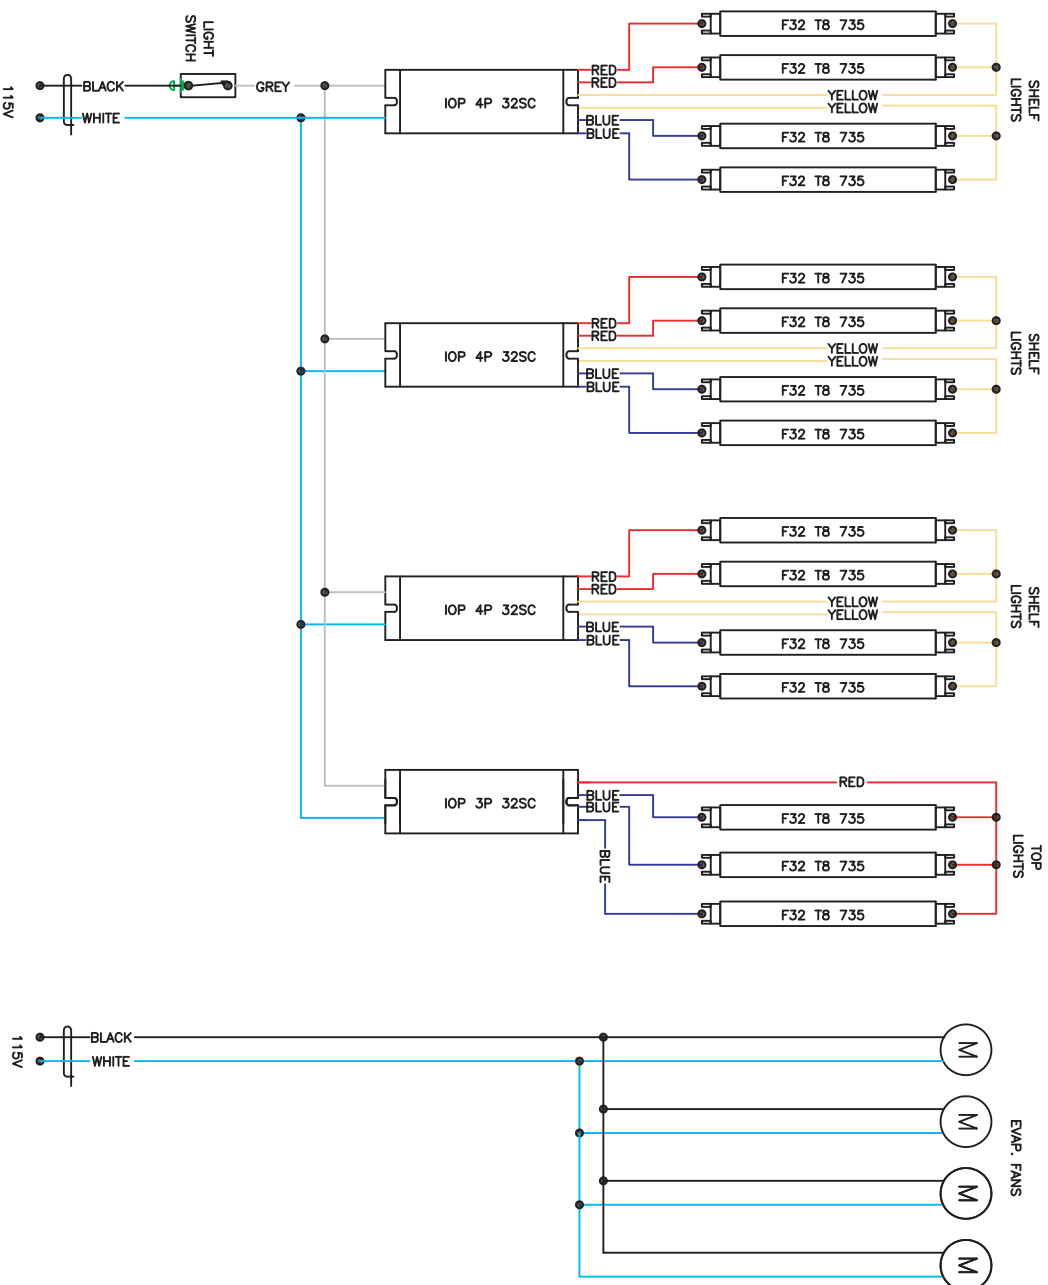 LIGHT
SWITCH
115V
BLACK
WHITE
GREY
IOP 4P 32SC
RED
RED
YELLOW
YELLOW
BLUE
BLUE
F32 T8 735
F32 T8 735
F32 T8 735
F32 T8 735
SHELF
LIGHTS
IOP 4P 32SC
RED
RED
YELLOW
YELLOW
BLUE
BLUE
F32 T8 735
F32 T8 735
F32 T8 735
F32 T8 735
SHELF
LIGHTS
IOP 4P 32SC
RED
RED
YELLOW
YELLOW
BLUE
BLUE
F32 T8 735
F32 T8 735
F32 T8 735
F32 T8 735
SHELF
LIGHTS
IOP 3P 32SC
RED
BLUE
BLUE
BLUE
F32 T8 735
F32 T8 735
F32 T8 735
TOP
LIGHTS
115V
BLACK
WHITE
M
M
M
M
EVAP. FANS